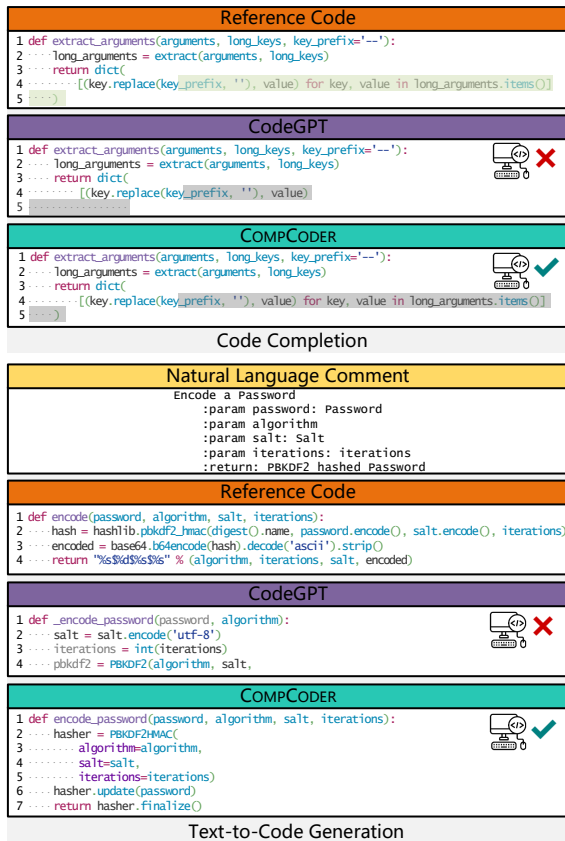 Reference Code
1 def extract_arguments(arguments, long_keys, key_prefix='--'):
2 ···· long_arguments = extract(arguments, long_keys)
3 ···· return dict(
4 ········ [(key.replace(key_prefix, ''), value) for key, value in long_arguments.items()]
5 ···· )
CodeGPT
1 def extract_arguments(arguments, long_keys, key_prefix='--'):
2 ···· long_arguments = extract(arguments, long_keys)
3 ···· return dict(
4 ········ [(key.replace(key_prefix, ''), value)
5 ················
COMPCODER
1 def extract_arguments(arguments, long_keys, key_prefix='--'):
2 ···· long_arguments = extract(arguments, long_keys)
3 ···· return dict(
4 ········ [(key.replace(key_prefix, ''), value) for key, value in long_arguments.items()]
5 ···· )
Code Completion
Natural Language Comment
Encode a Password
:param password: Password
:param algorithm
:param salt: Salt
:param iterations: iterations
:return: PBKDF2 hashed Password
Reference Code
1 def encode(password, algorithm, salt, iterations):
2 ···· hash = hashlib.pbkdf2_hmac(digest().name, password.encode(), salt.encode(), iterations)
3 ···· encoded = base64.b64encode(hash).decode('ascii').strip()
4 ···· return "%s$%d$%s$%s" % (algorithm, iterations, salt, encoded)
CodeGPT
1 def _encode_password(password, algorithm):
2 ···· salt = salt.encode('utf-8')
3 ···· iterations = int(iterations)
4 ···· pbkdf2 = PBKDF2(algorithm, salt,
COMPCODER
1 def encode_password(password, algorithm, salt, iterations):
2 ···· hasher = PBKDF2HMAC(
3 ········ algorithm=algorithm,
4 ········ salt=salt,
5 ········ iterations=iterations)
6 ···· hasher.update(password)
7 ···· return hasher.finalize()
Text-to-Code Generation